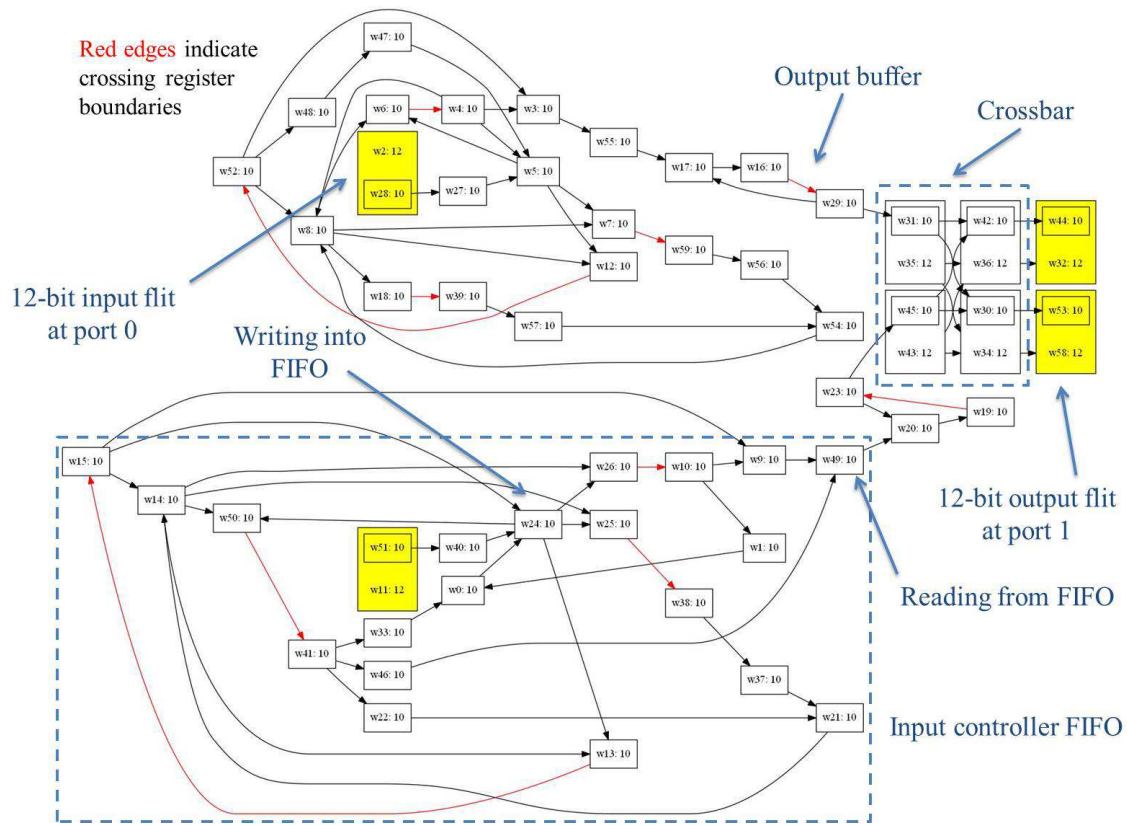 Red edges indicate
crossing register
boundaries
w47: 10
Output buffer
Crossbar
w48: 10
w6: 10
w4: 10
w3: 10
w55: 10
w2: 12
w28: 10
w27: 10
w52: 10
w5: 10
w17: 10
w16: 10
w29: 10
w8: 10
w7: 10
w59: 10
w56: 10
w12: 10
w18: 10
w39: 10
w57: 10
w54: 10
w31: 10
w42: 10
w44: 10
w35: 12
w36: 12
w32: 12
w45: 10
w30: 10
w53: 10
w43: 12
w34: 12
w58: 12
12-bit input flit
at port 0
Writing into
FIFO
w23: 10
w19: 10
w20: 10
w15: 10
w14: 10
w50: 10
w26: 10
w10: 10
w9: 10
w49: 10
w24: 10
w25: 10
w51: 10
w40: 10
w11: 12
w0: 10
w1: 10
w38: 10
w33: 10
w41: 10
w46: 10
w22: 10
w37: 10
w21: 10
w13: 10
12-bit output flit
at port 1
Reading from FIFO
Input controller FIFO